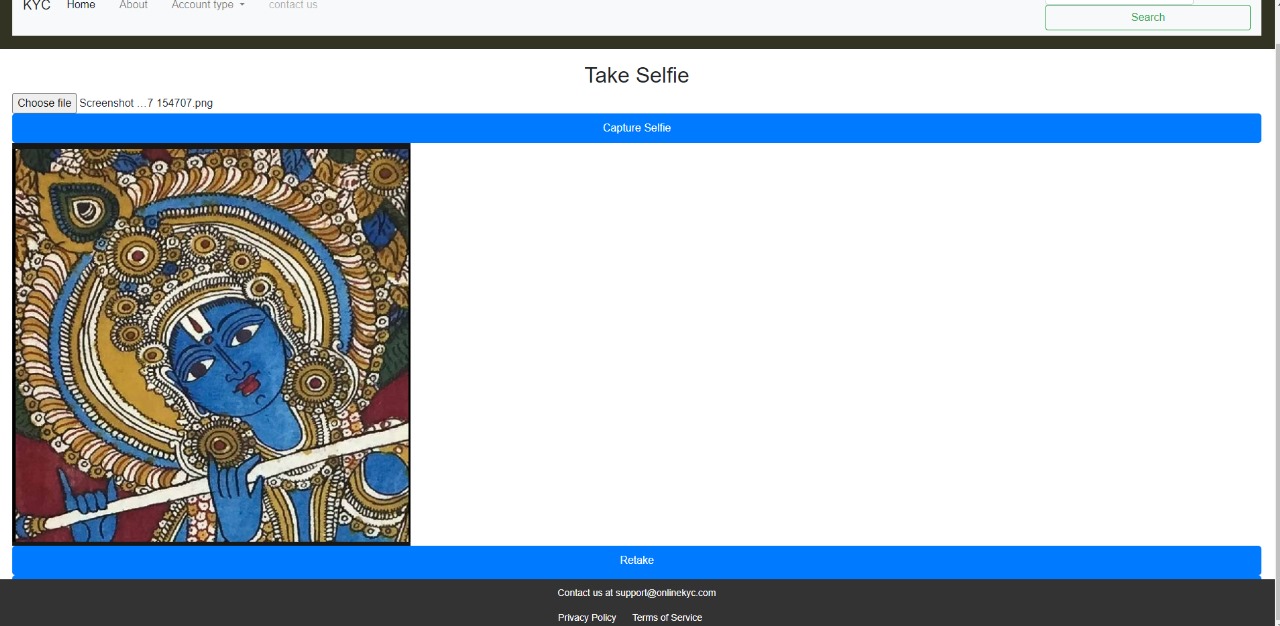 KYC Home About Account type contact us
Search
Take Selfie
Choose file Screenshot ...7 154707.png
Capture Selfie
Retake
Contact us at support@onlinekyc.com
Privacy Policy Terms of Service